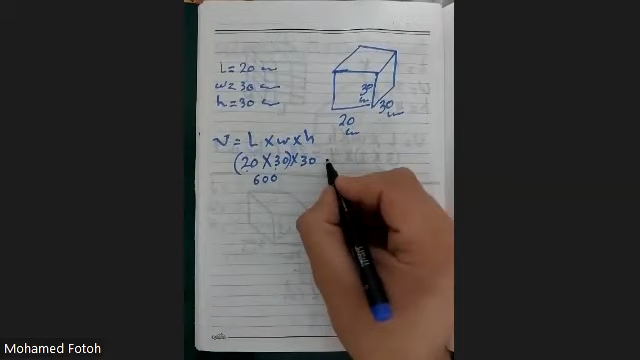 L = 20 cm
w = 30 cm
h = 30 cm
30
cm
30
cm
20
cm
V = L x w x h
(20 x 30) x 30
600
Mohamed Fotoh